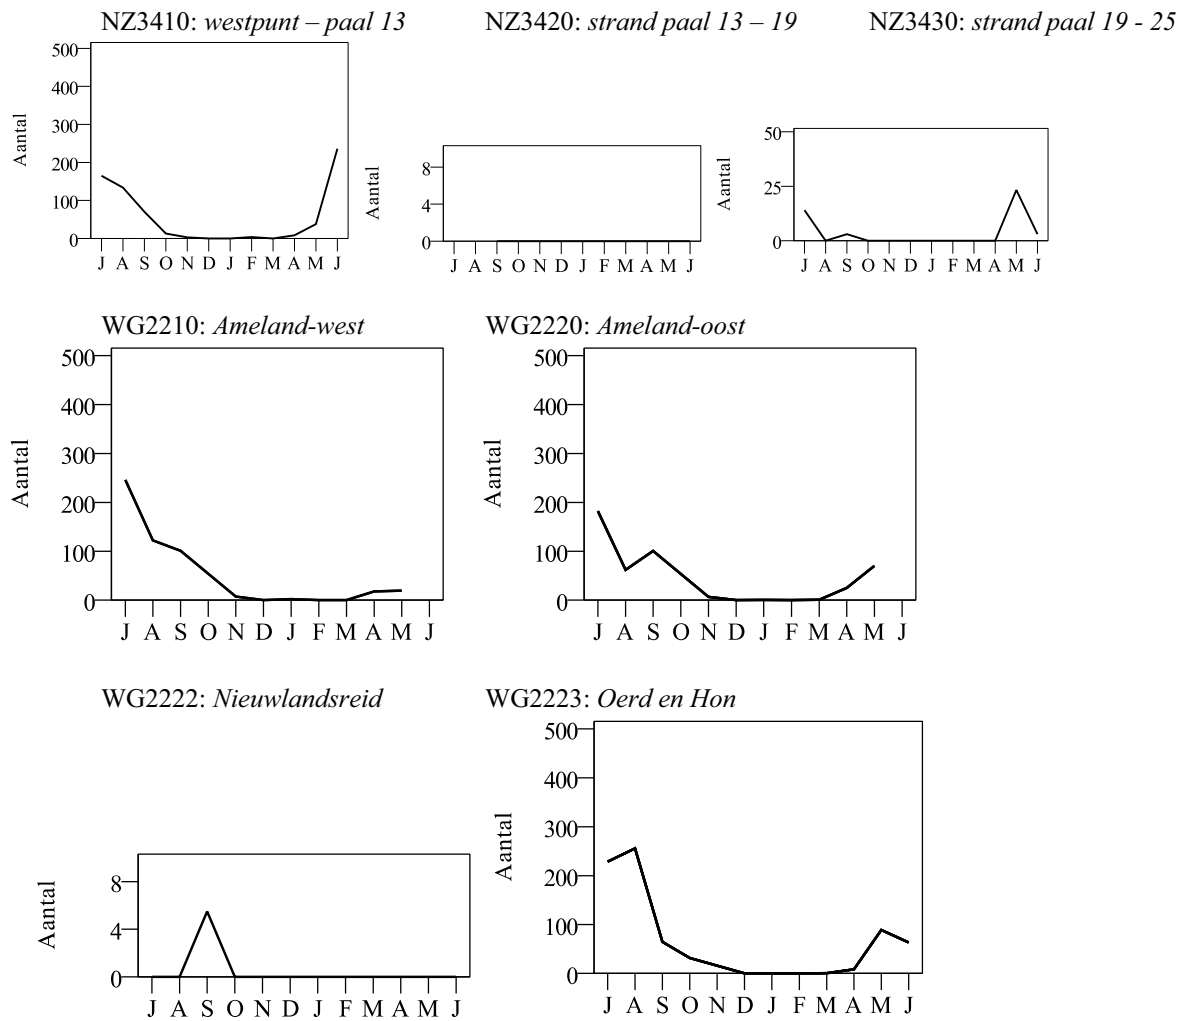 NZ3410: westpunt – paal 13 NZ3420: strand paal 13 – 19 NZ3430: strand paal 19 - 25
Aantal
500
400
300
200
100
0
J A S O N D J F M A M J
Aantal
8
4
0
J A S O N D J F M A M J
Aantal
50
25
0
J A S O N D J F M A M J
WG2210: Ameland-west WG2220: Ameland-oost
Aantal
500
400
300
200
100
0
J A S O N D J F M A M J
Aantal
500
400
300
200
100
0
J A S O N D J F M A M J
WG2222: Nieuwlandsreid WG2223: Oerd en Hon
Aantal
8
4
0
J A S O N D J F M A M J
Aantal
500
400
300
200
100
0
J A S O N D J F M A M J